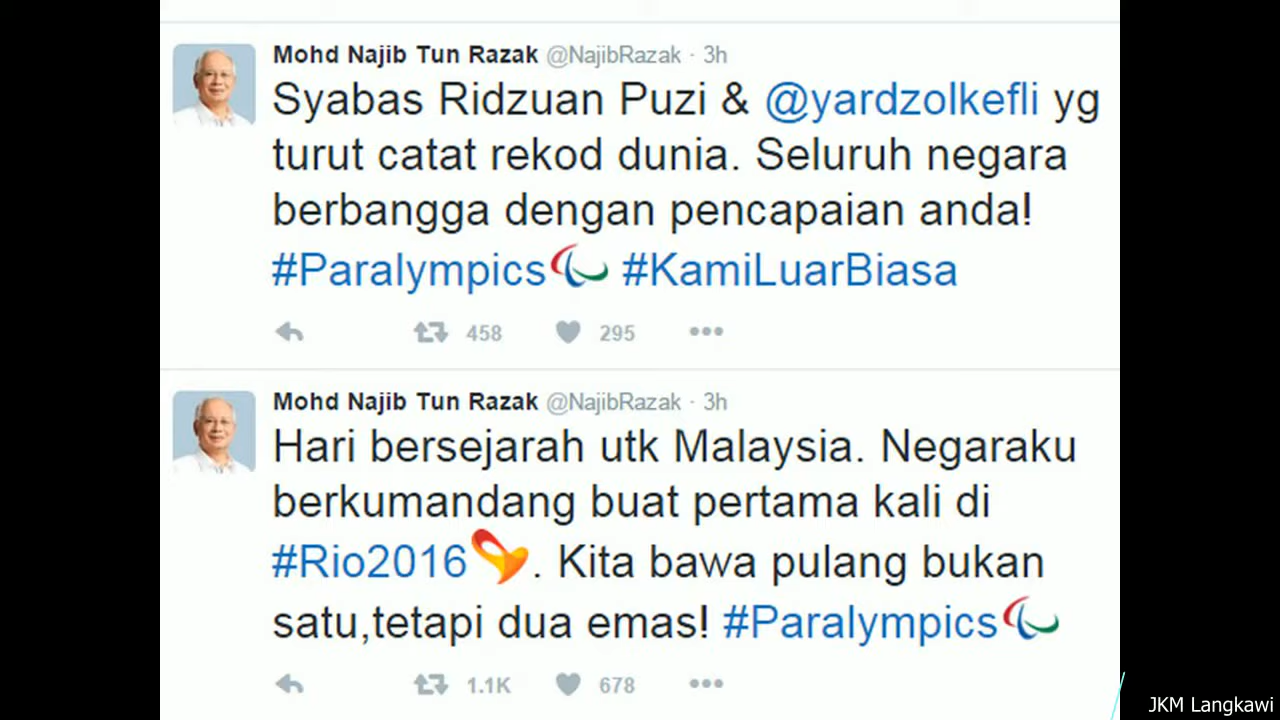 Mohd Najib Tun Razak @NajibRazak · 3h
Syabas Ridzuan Puzi & @yardzolkefli yg
turut catat rekod dunia. Seluruh negara
berbangga dengan pencapaian anda!
#Paralympics #KamiLuarBiasa
458 295
Mohd Najib Tun Razak @NajibRazak · 3h
Hari bersejarah utk Malaysia. Negaraku
berkumandang buat pertama kali di
#Rio2016. Kita bawa pulang bukan
satu,tetapi dua emas! #Paralympics
1.1K 678
JKM Langkawi